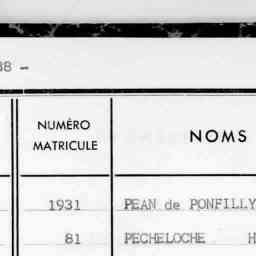 38 -
NUMÉRO MATRICULE NOMS
1931 PEAN de PONFILLY
81 PECHELOCHE H